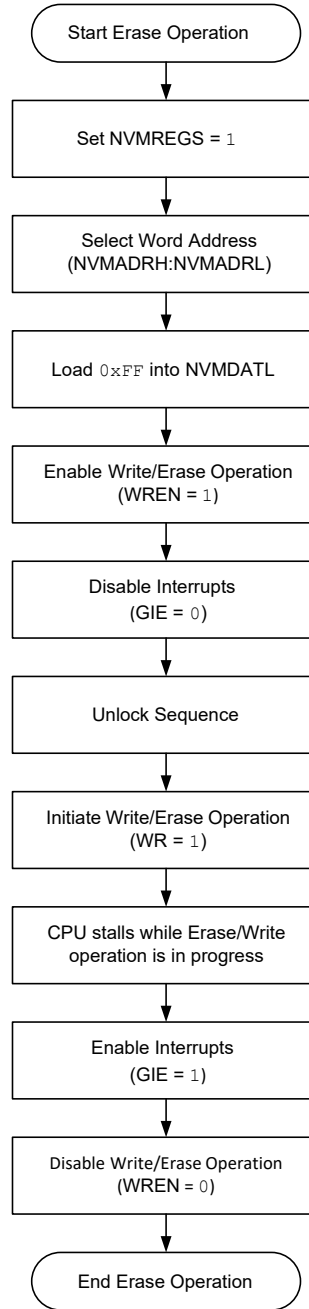 Start Erase Operation
Set NVMREGS = 1
Select Word Address
(NVMADRH:NVMADRL)
Load 0xFF into NVMDATL
Enable Write/Erase Operation
(WREN = 1)
Disable Interrupts
(GIE = 0)
Unlock Sequence
Initiate Write/Erase Operation
(WR = 1)
CPU stalls while Erase/Write
operation is in progress
Enable Interrupts
(GIE = 1)
Disable Write/Erase Operation
(WREN = 0)
End Erase Operation